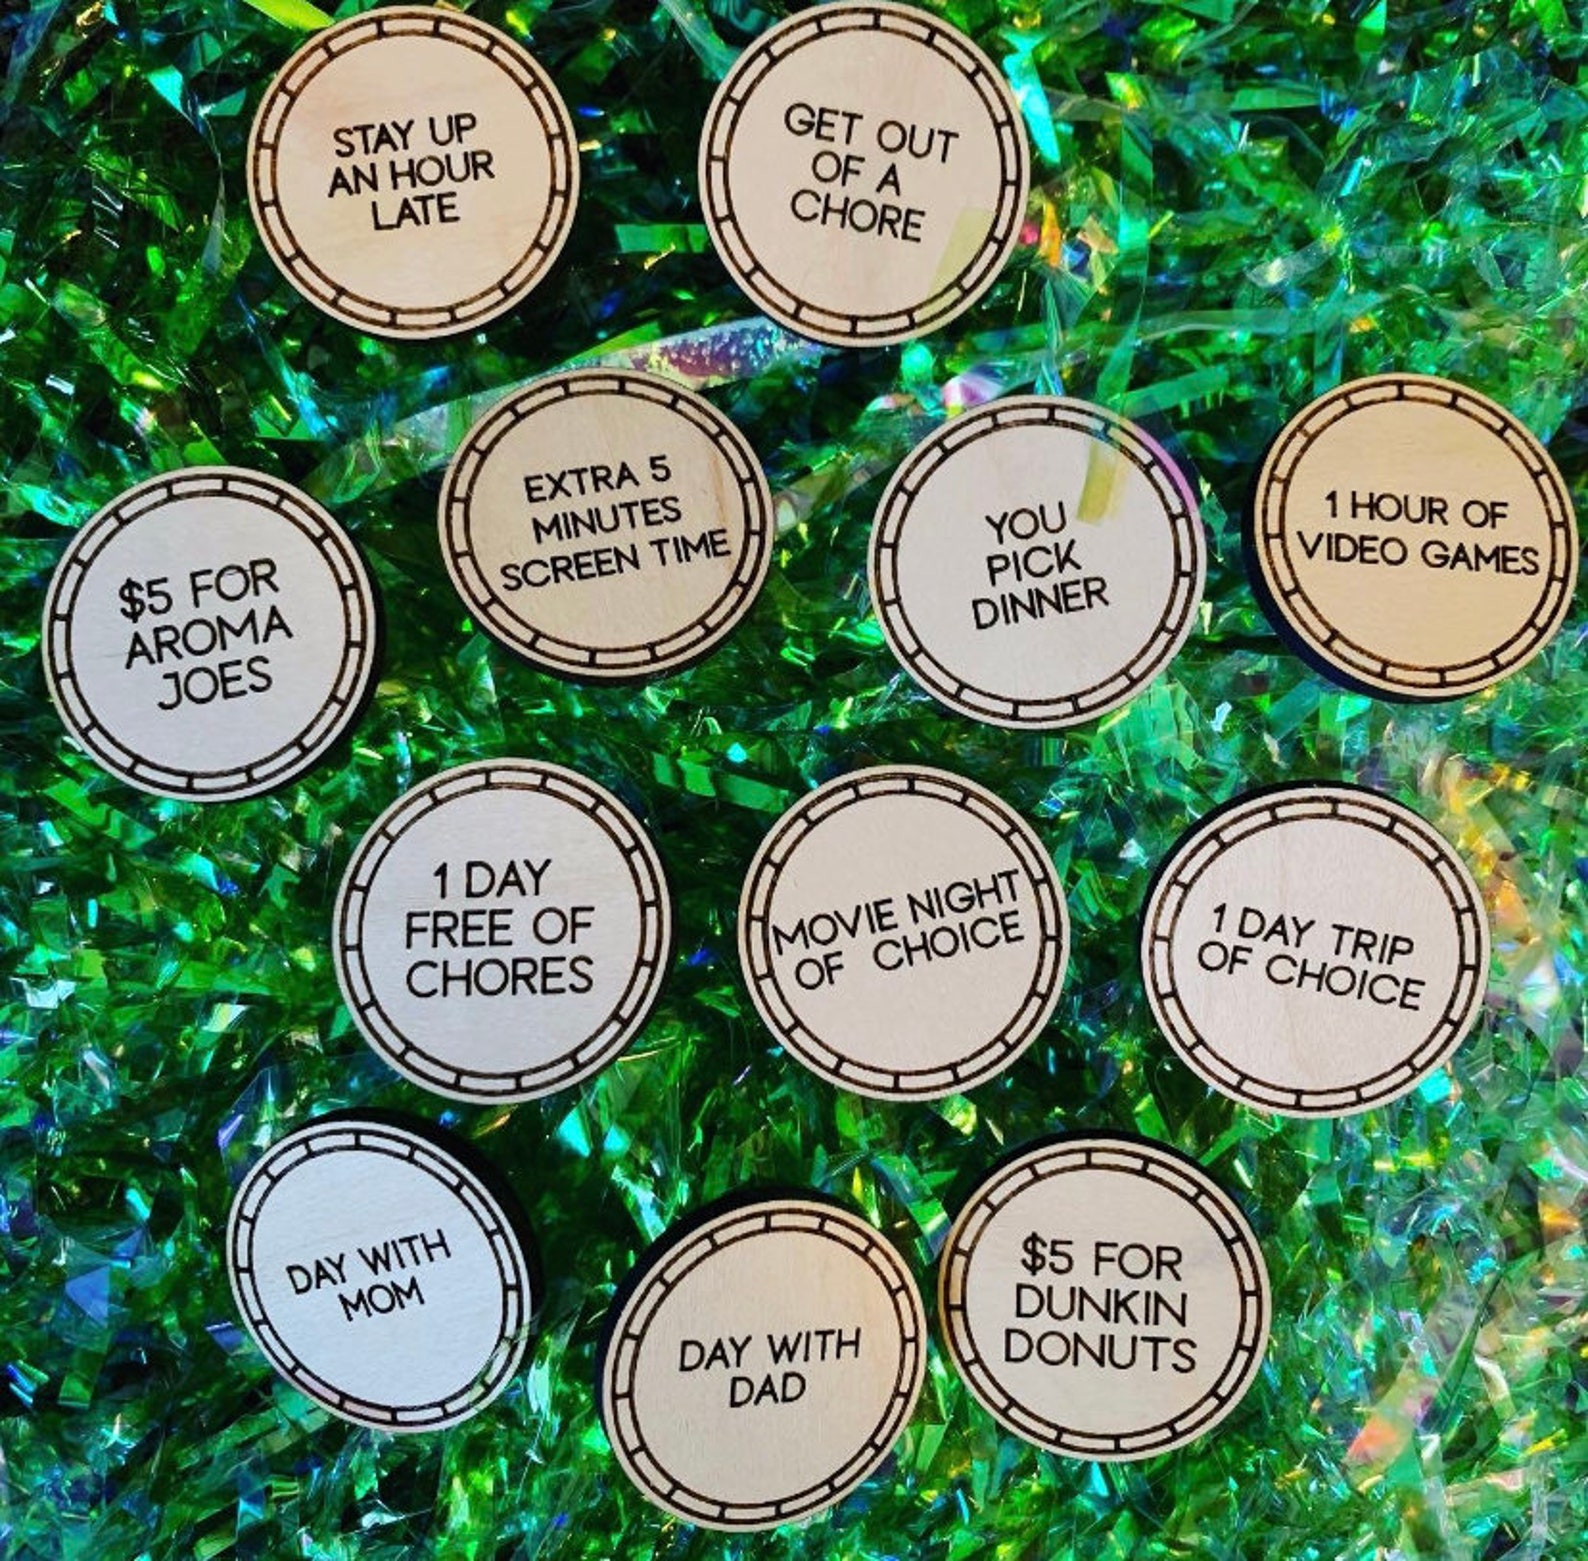 STAY UP
AN HOUR
LATE
GET OUT
OF A
CHORE
$5 FOR
AROMA
JOES
EXTRA 5
MINUTES
SCREEN TIME
YOU
PICK
DINNER
1 HOUR OF
VIDEO GAMES
1 DAY
FREE OF
CHORES
MOVIE NIGHT
OF CHOICE
1 DAY TRIP
OF CHOICE
DAY WITH
MOM
DAY WITH
DAD
$5 FOR
DUNKIN
DONUTS